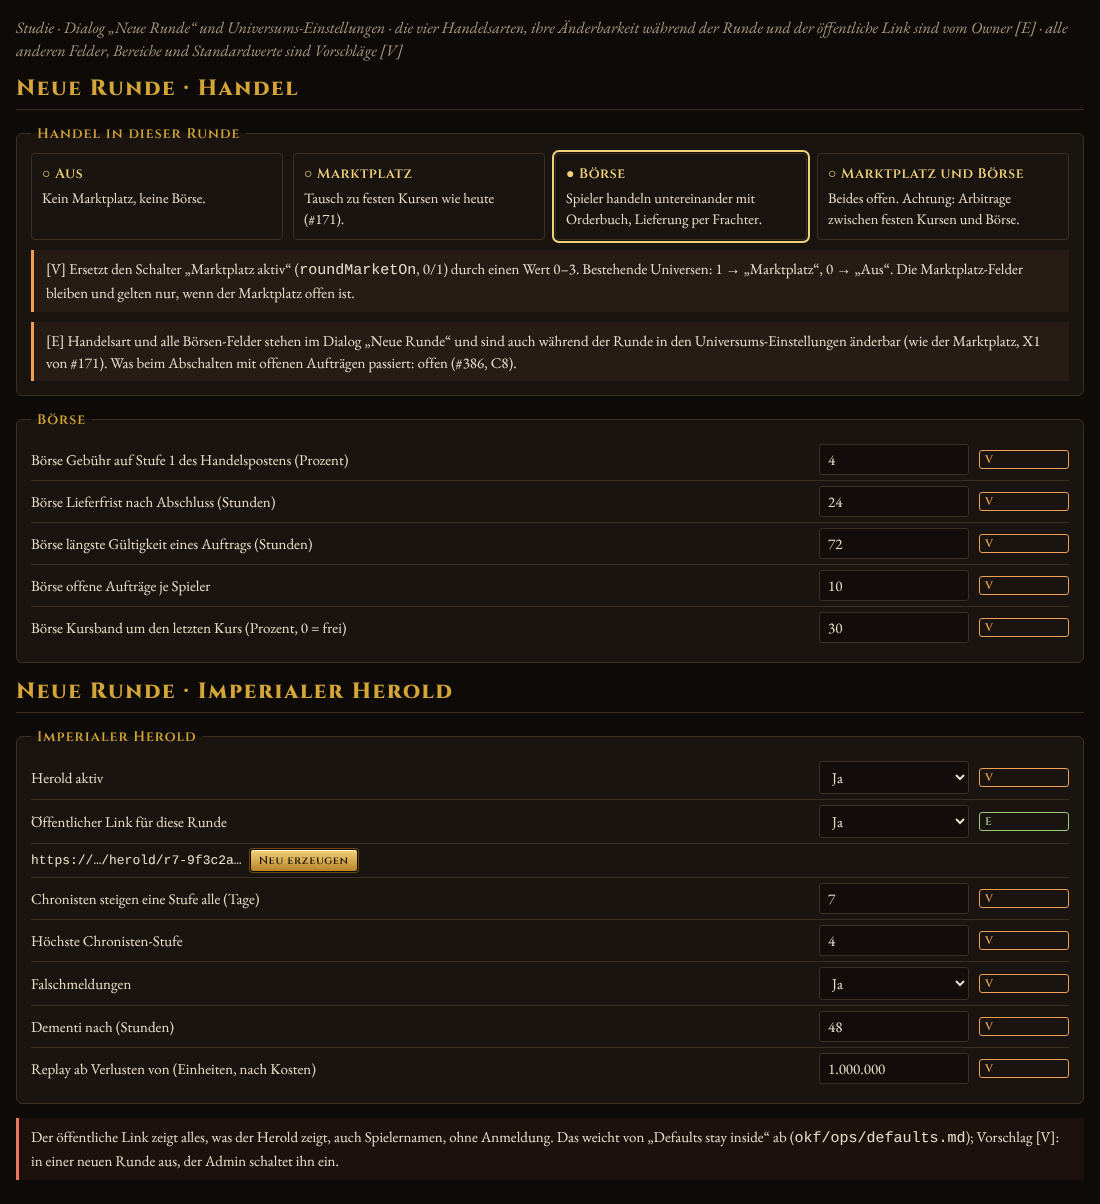 Studie · Dialog „Neue Runde“ und Universums-Einstellungen · die vier Handelsarten, ihre Änderbarkeit während der Runde und der öffentliche Link sind vom Owner [E] · alle
anderen Felder, Bereiche und Standardwerte sind Vorschläge [V]
Neue Runde · Handel
Handel in dieser Runde
○ Aus
Kein Marktplatz, keine Börse.
○ Marktplatz
Tausch zu festen Kursen wie heute
(#171).
● Börse
Spieler handeln untereinander mit
Orderbuch, Lieferung per Frachter.
○ Marktplatz und Börse
Beides offen. Achtung: Arbitrage
zwischen festen Kursen und Börse.
[V] Ersetzt den Schalter „Marktplatz aktiv“ (roundMarketOn, 0/1) durch einen Wert 0–3. Bestehende Universen: 1 → „Marktplatz“, 0 → „Aus“. Die Marktplatz-Felder
bleiben und gelten nur, wenn der Marktplatz offen ist.
[E] Handelsart und alle Börsen-Felder stehen im Dialog „Neue Runde“ und sind auch während der Runde in den Universums-Einstellungen änderbar (wie der Marktplatz, X1
von #171). Was beim Abschalten mit offenen Aufträgen passiert: offen (#386, C8).
Börse
Börse Gebühr auf Stufe 1 des Handelspostens (Prozent) 4 V
Börse Lieferfrist nach Abschluss (Stunden) 24 V
Börse längste Gültigkeit eines Auftrags (Stunden) 72 V
Börse offene Aufträge je Spieler 10 V
Börse Kursband um den letzten Kurs (Prozent, 0 = frei) 30 V
Neue Runde · Imperialer Herold
Imperialer Herold
Herold aktiv Ja V
Öffentlicher Link für diese Runde Ja E
https://…/herold/r7-9f3c2a… Neu erzeugen
Chronisten steigen eine Stufe alle (Tage) 7 V
Höchste Chronisten-Stufe 4 V
Falschmeldungen Ja V
Dementi nach (Stunden) 48 V
Replay ab Verlusten von (Einheiten, nach Kosten) 1.000.000 V
Der öffentliche Link zeigt alles, was der Herold zeigt, auch Spielernamen, ohne Anmeldung. Das weicht von „Defaults stay inside“ ab (okf/ops/defaults.md); Vorschlag [V]:
in einer neuen Runde aus, der Admin schaltet ihn ein.